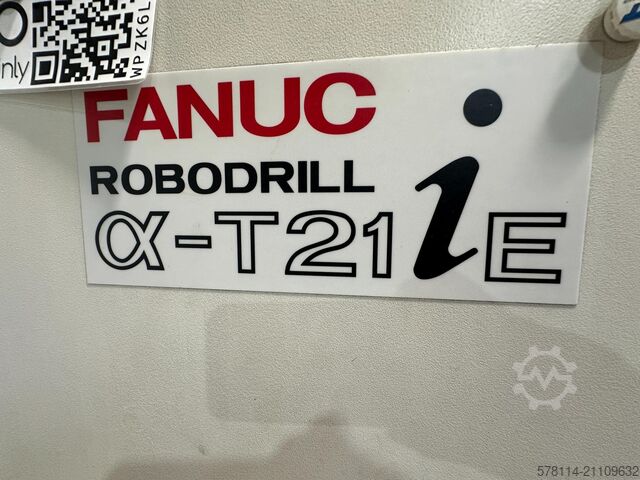 nly
WPZK6L
FANUC
ROBODRILL
α-T21iE
578114-21109632